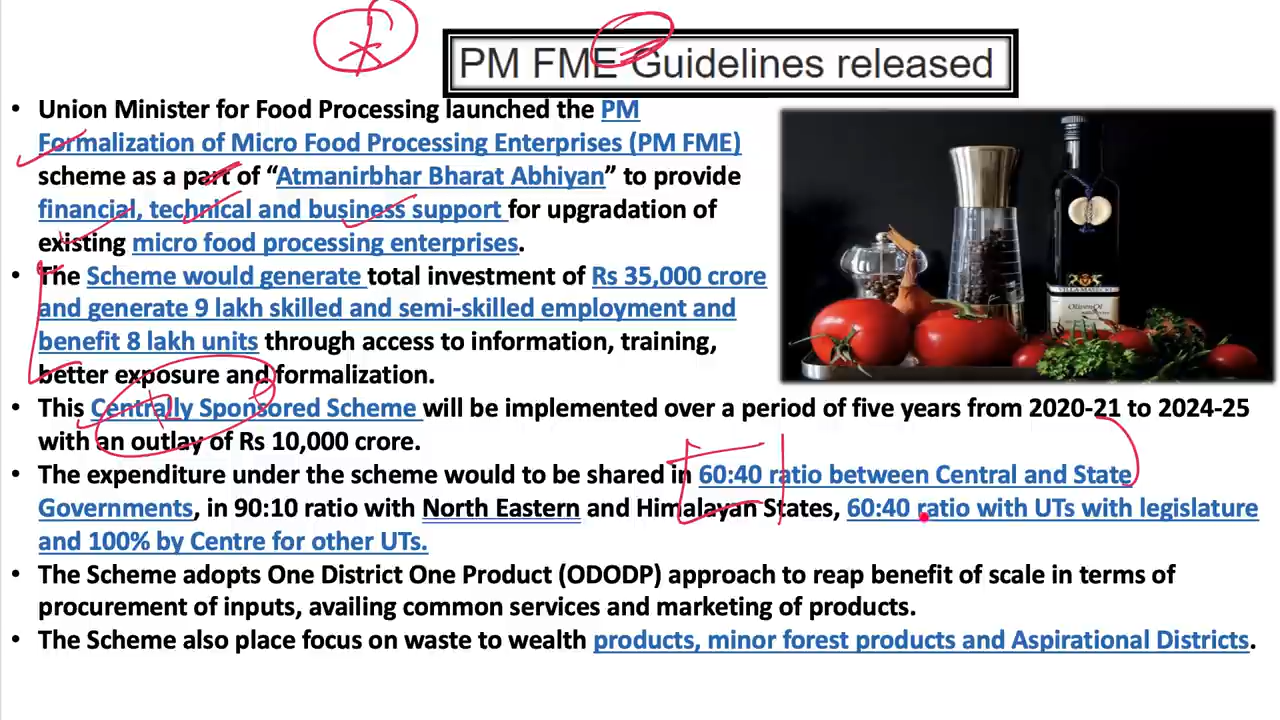 PM FME Guidelines released
• Union Minister for Food Processing launched the PM
Formalization of Micro Food Processing Enterprises (PM FME)
scheme as a part of “Atmanirbhar Bharat Abhiyan” to provide
financial, technical and business support for upgradation of
existing micro food processing enterprises.
• The Scheme would generate total investment of Rs 35,000 crore
and generate 9 lakh skilled and semi-skilled employment and
benefit 8 lakh units through access to information, training,
better exposure and formalization.
• This Centrally Sponsored Scheme will be implemented over a period of five years from 2020-21 to 2024-25
with an outlay of Rs 10,000 crore.
• The expenditure under the scheme would to be shared in 60:40 ratio between Central and State
Governments, in 90:10 ratio with North Eastern and Himalayan States, 60:40 ratio with UTs with legislature
and 100% by Centre for other UTs.
• The Scheme adopts One District One Product (ODODP) approach to reap benefit of scale in terms of
procurement of inputs, availing common services and marketing of products.
• The Scheme also place focus on waste to wealth products, minor forest products and Aspirational Districts.